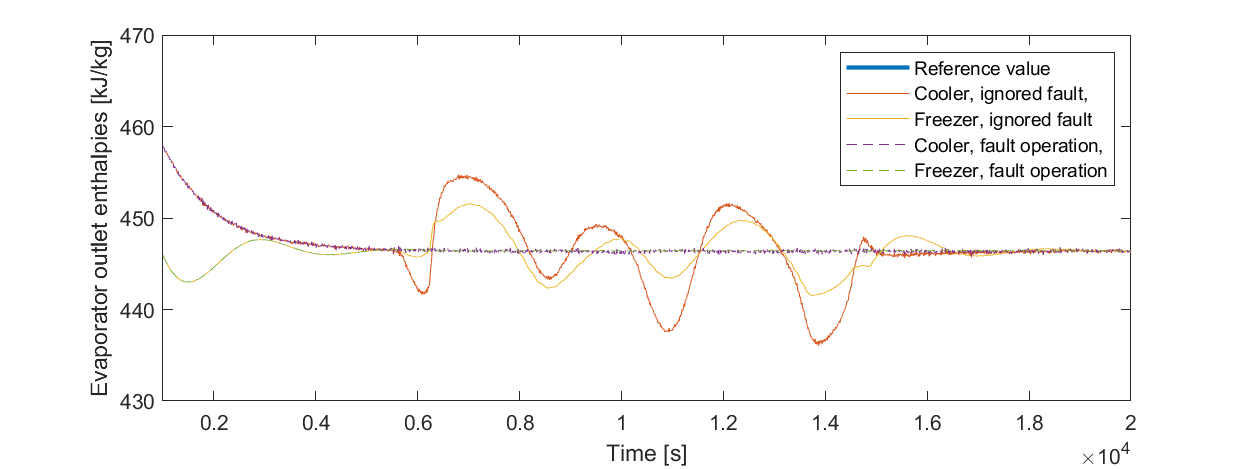 Evaporator outlet enthalpies [kJ/kg]
470
460
450
440
430
Reference value
Cooler, ignored fault,
Freezer, ignored fault
Cooler, fault operation,
Freezer, fault operation
0.2 0.4 0.6 0.8 1 1.2 1.4 1.6 1.8 2
Time [s]
×10⁴